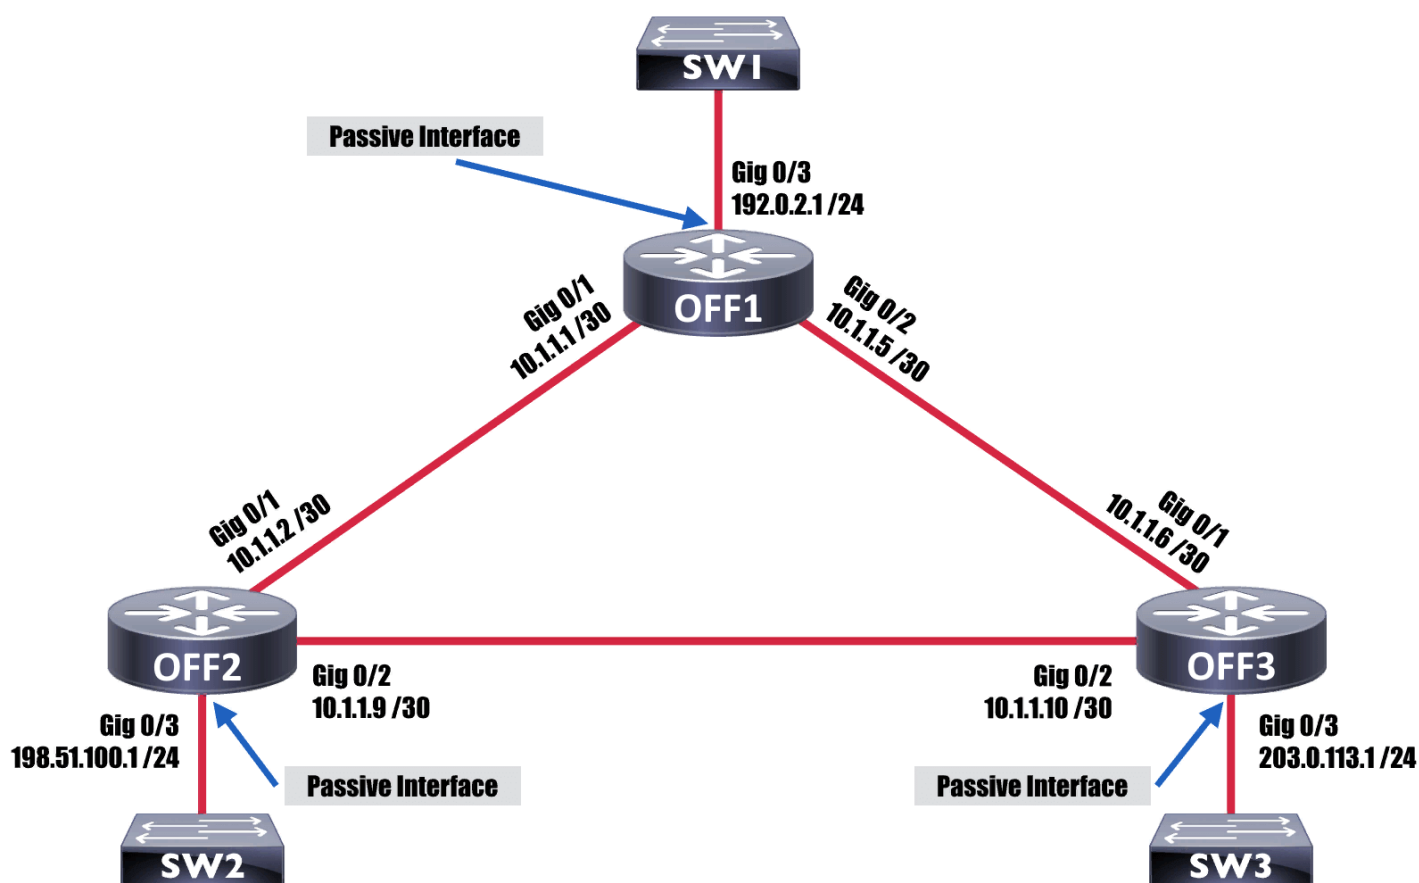 SW1
Passive Interface
Gig 0/3
192.0.2.1 /24
OFF1
Gig 0/1
10.1.1.1 /30
Gig 0/2
10.1.1.5 /30
Gig 0/1
10.1.1.2 /30
Gig 0/1
10.1.1.6 /30
OFF2
OFF3
Gig 0/2
10.1.1.9 /30
Gig 0/2
10.1.1.10 /30
Gig 0/3
198.51.100.1 /24
Gig 0/3
203.0.113.1 /24
Passive Interface
Passive Interface
SW2
SW3